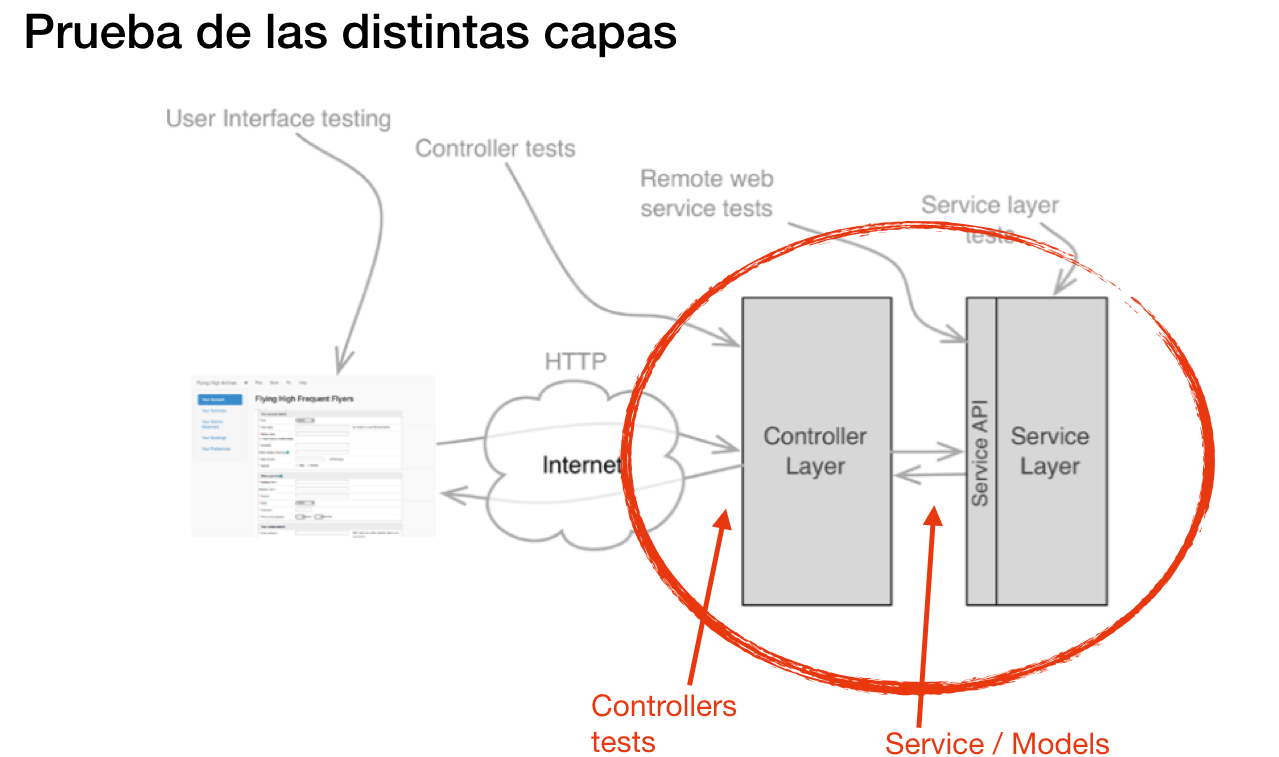 Prueba de las distintas capas
User Interface testing
Controller tests
Remote web
service tests
Service layer
tests
HTTP
Internet
Flying High Frequent Flyers
Controller
Layer
Service API
Service
Layer
Controllers
tests
Service / Models